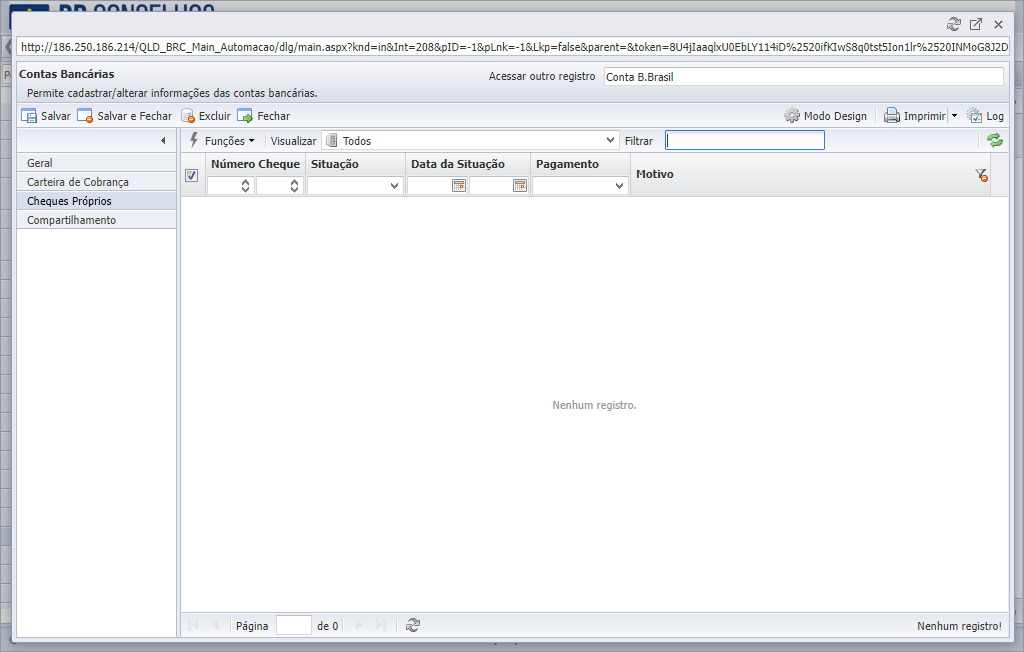 BR CONSELHOS
http://186.250.186.214/QLD_BRC_Main_Automacao/dlg/main.aspx?knd=in&Int=208&pID=-1&pLnk=-1&Lkp=false&parent=&token=8U4jIaaqlxU0EbLY114iD%2520ifKIwS8q0tst5Ion1lr%2520INMoG8J2D
Contas Bancárias
Acessar outro registro Conta B.Brasil
Permite cadastrar/alterar informações das contas bancárias.
Salvar Salvar e Fechar Excluir Fechar Modo Design Imprimir Log
Funções Visualizar Todos Filtrar
Geral
Carteira de Cobrança
Cheques Próprios
Compartilhamento
Número Cheque Situação Data da Situação Pagamento Motivo
Nenhum registro.
Página de 0 Nenhum registro!